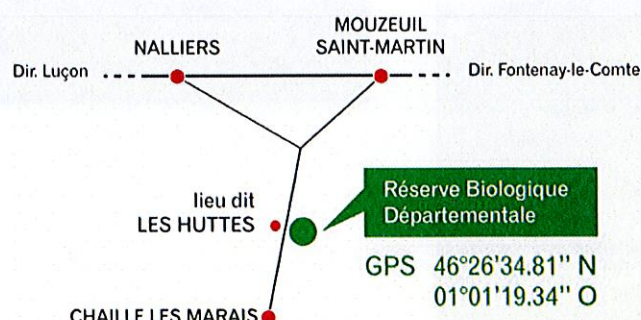 MOUZEUIL
NALLIERS SAINT-MARTIN
Dir. Luçon
Dir. Fontenay-le-Comte
lieu dit
LES HUTTES
Réserve Biologique
Départementale
GPS 46°26'34.81'' N
01°01'19.34'' O
CHAILLE LES MARAIS